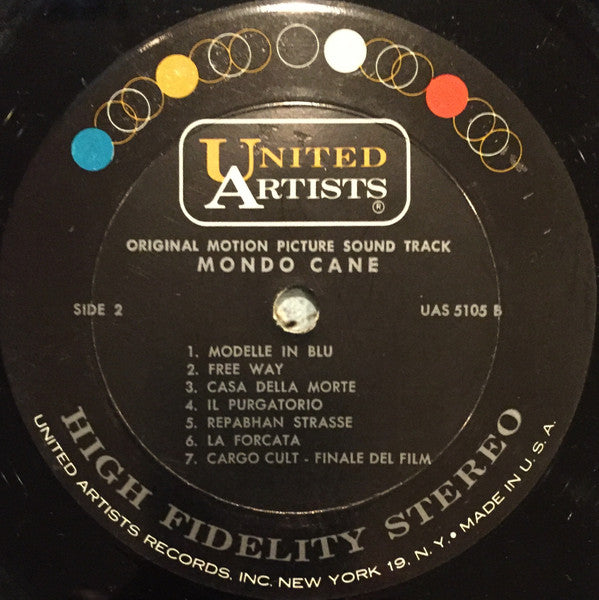 UNITED
ARTISTS
®
ORIGINAL MOTION PICTURE SOUND TRACK
MONDO CANE
SIDE 2
UAS 5105 B
1. MODELLE IN BLU
2. FREE WAY
3. CASA DELLA MORTE
4. IL PURGATORIO
5. REPABHAN STRASSE
6. LA FORCATA
7. CARGO CULT - FINALE DEL FILM
HIGH FIDELITY STEREO
UNITED ARTISTS RECORDS, INC. NEW YORK 19, N. Y. • MADE IN U. S. A.